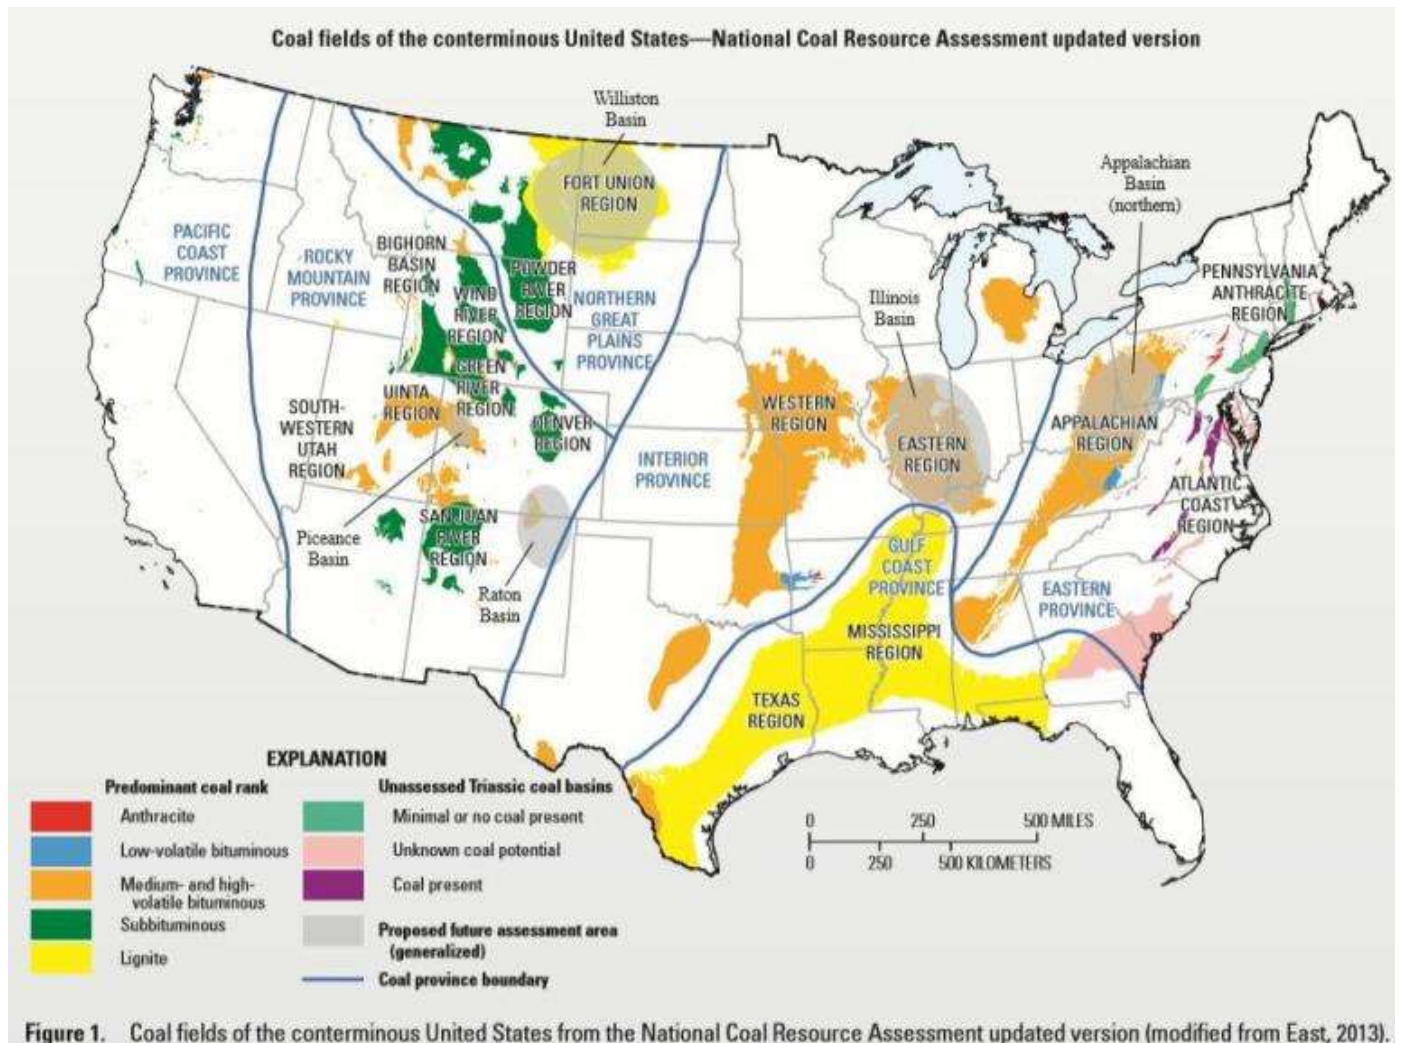 Coal fields of the conterminous United States—National Coal Resource Assessment updated version
Williston
Basin
FORT UNION
REGION
Appalachian
Basin
(northern)
PACIFIC
COAST
PROVINCE
ROCKY
MOUNTAIN
PROVINCE
BIGHORN
BASIN
REGION
WIND
RIVER
REGION
POWDER
RIVER
REGION
NORTHERN
GREAT
PLAINS
PROVINCE
Illinois
Basin
PENNSYLVANIA
ANTHRACITE
REGION
GREEN
RIVER
REGION
UINTA
REGION
SOUTH-
WESTERN
UTAH
REGION
DENVER
REGION
WESTERN
REGION
EASTERN
REGION
APPALACHIAN
REGION
?
INTERIOR
PROVINCE
ATLANTIC
COAST
REGION
SAN JUAN
RIVER
REGION
Piceance
Basin
Raton
Basin
GULF
COAST
PROVINCE
EASTERN
PROVINCE
MISSISSIPPI
REGION
TEXAS
REGION
EXPLANATION
Predominant coal rank
Anthracite
Low-volatile bituminous
Medium- and high-
volatile bituminous
Subbituminous
Lignite
Unassessed Triassic coal basins
Minimal or no coal present
Unknown coal potential
Coal present
Proposed future assessment area
(generalized)
Coal province boundary
0 250 500 MILES
0 250 500 KILOMETERS
Figure 1. Coal fields of the conterminous United States from the National Coal Resource Assessment updated version (modified from East, 2013).